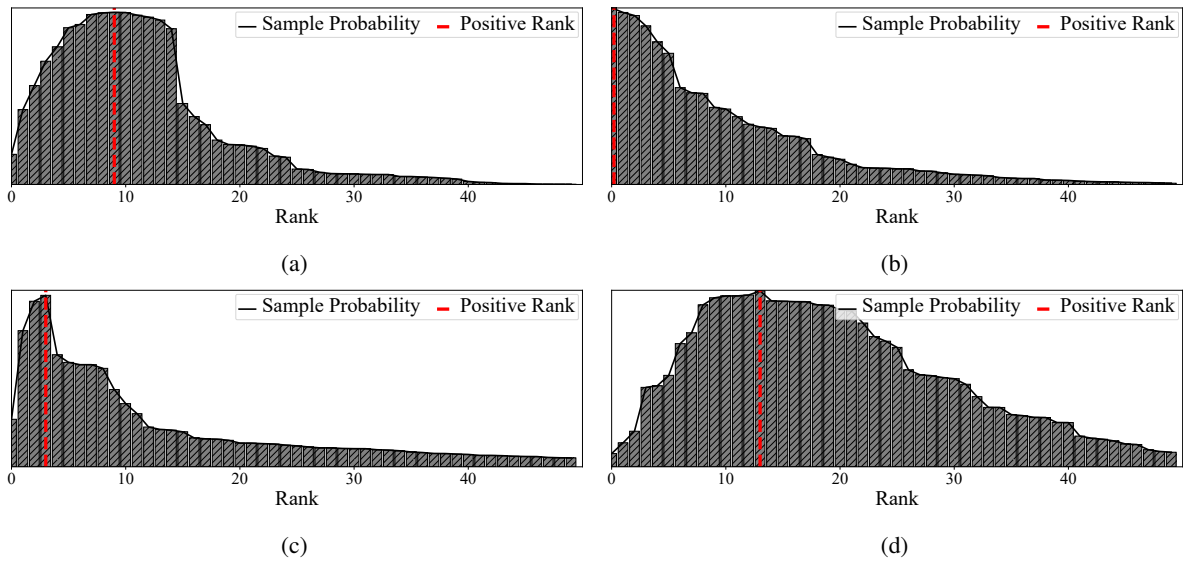 Sample Probability Positive Rank
0 10 20 30 40
Rank
(a)
Sample Probability Positive Rank
0 10 20 30 40
Rank
(b)
Sample Probability Positive Rank
0 10 20 30 40
Rank
(c)
Sample Probability Positive Rank
0 10 20 30 40
Rank
(d)